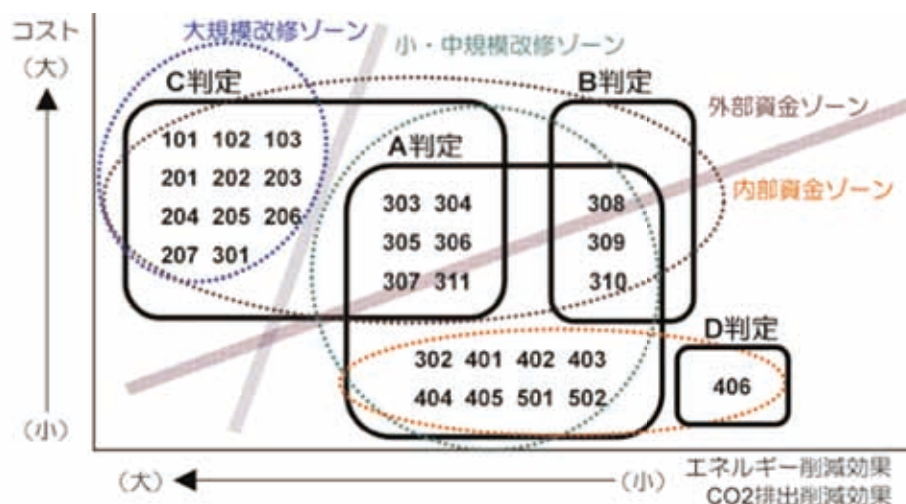 コスト
(大)
大規模改修ゾーン
小・中規模改修ゾーン
C判定
B判定
外部資金ゾーン
A判定
内部資金ゾーン
101 102 103
201 202 203
204 205 206
207 301
303 304
305 306
307 311
308
309
310
D判定
302 401 402 403
404 405 501 502
406
(小)
(大)
(小)
エネルギー削減効果
CO2排出削減効果